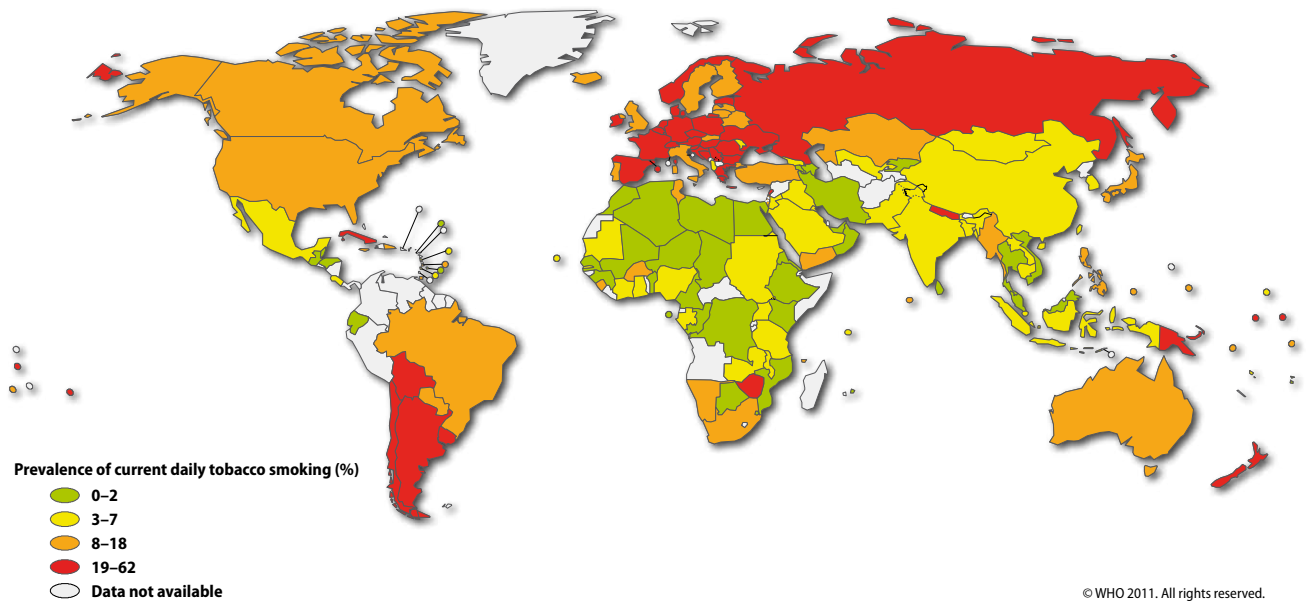 Prevalence of current daily tobacco smoking (%)
0–2
3–7
8–18
19–62
Data not available
© WHO 2011. All rights reserved.